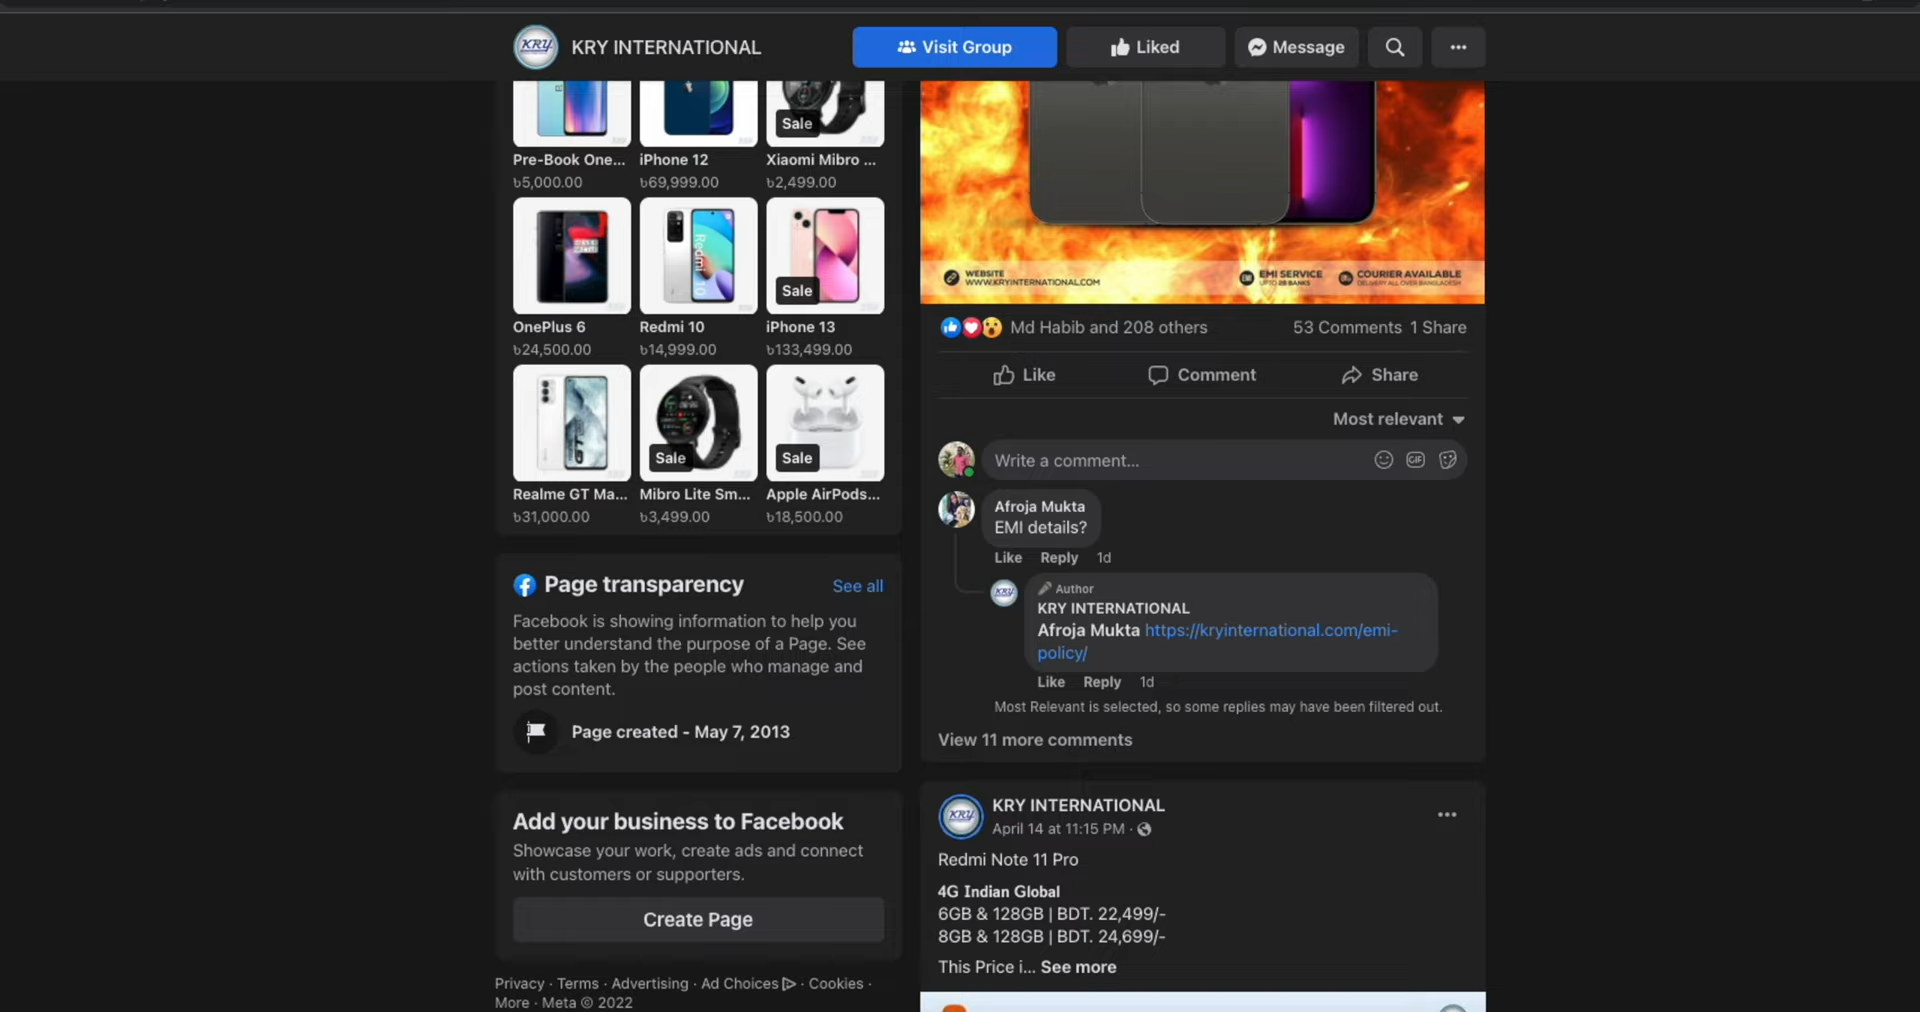 KRY INTERNATIONAL
Visit Group
Liked
Message
Pre-Book One...
৳5,000.00
iPhone 12
৳69,999.00
Sale
Xiaomi Mibro ...
৳2,499.00
OnePlus 6
৳24,500.00
Redmi 10
Redmi 10
৳14,999.00
Sale
iPhone 13
৳133,499.00
Realme GT Ma...
৳31,000.00
Sale
Mibro Lite Sm...
৳3,499.00
Sale
Apple AirPods...
৳18,500.00
Page transparency
See all
Facebook is showing information to help you
better understand the purpose of a Page. See
actions taken by the people who manage and
post content.
Page created - May 7, 2013
Add your business to Facebook
Showcase your work, create ads and connect
with customers or supporters.
Create Page
Privacy · Terms · Advertising · Ad Choices · Cookies ·
More · Meta © 2022
WEBSITE
WWW.KRYINTERNATIONAL.COM
EMI SERVICE
UPTO 28 BANKS
COURIER AVAILABLE
DELIVERY ALL OVER BANGLADESH
Md Habib and 208 others
53 Comments 1 Share
Like
Comment
Share
Most relevant
Write a comment...
GIF
Afroja Mukta
EMI details?
Like Reply 1d
Author
KRY INTERNATIONAL
Afroja Mukta https://kryinternational.com/emi-
policy/
Like Reply 1d
Most Relevant is selected, so some replies may have been filtered out.
View 11 more comments
KRY INTERNATIONAL
April 14 at 11:15 PM ·
Redmi Note 11 Pro
4G Indian Global
6GB & 128GB | BDT. 22,499/-
8GB & 128GB | BDT. 24,699/-
This Price i... See more